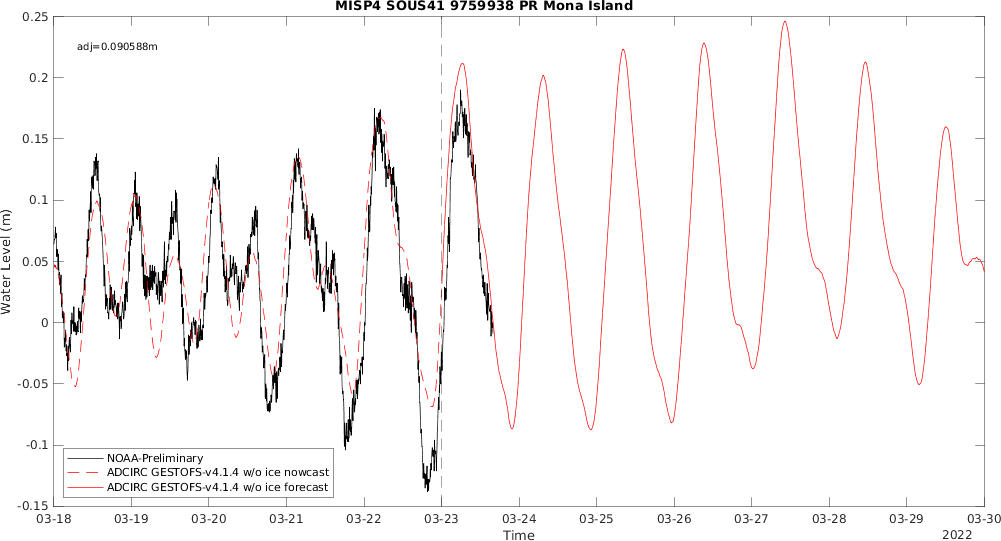 MISP4 SOUS41 9759938 PR Mona Island
adj=0.090588m
Water Level (m)
0.25
0.2
0.15
0.1
0.05
0
-0.05
-0.1
-0.15
NOAA-Preliminary
ADCIRC GESTOFS-v4.1.4 w/o ice nowcast
ADCIRC GESTOFS-v4.1.4 w/o ice forecast
03-18 03-19 03-20 03-21 03-22 03-23 03-24 03-25 03-26 03-27 03-28 03-29 03-30
Time
2022